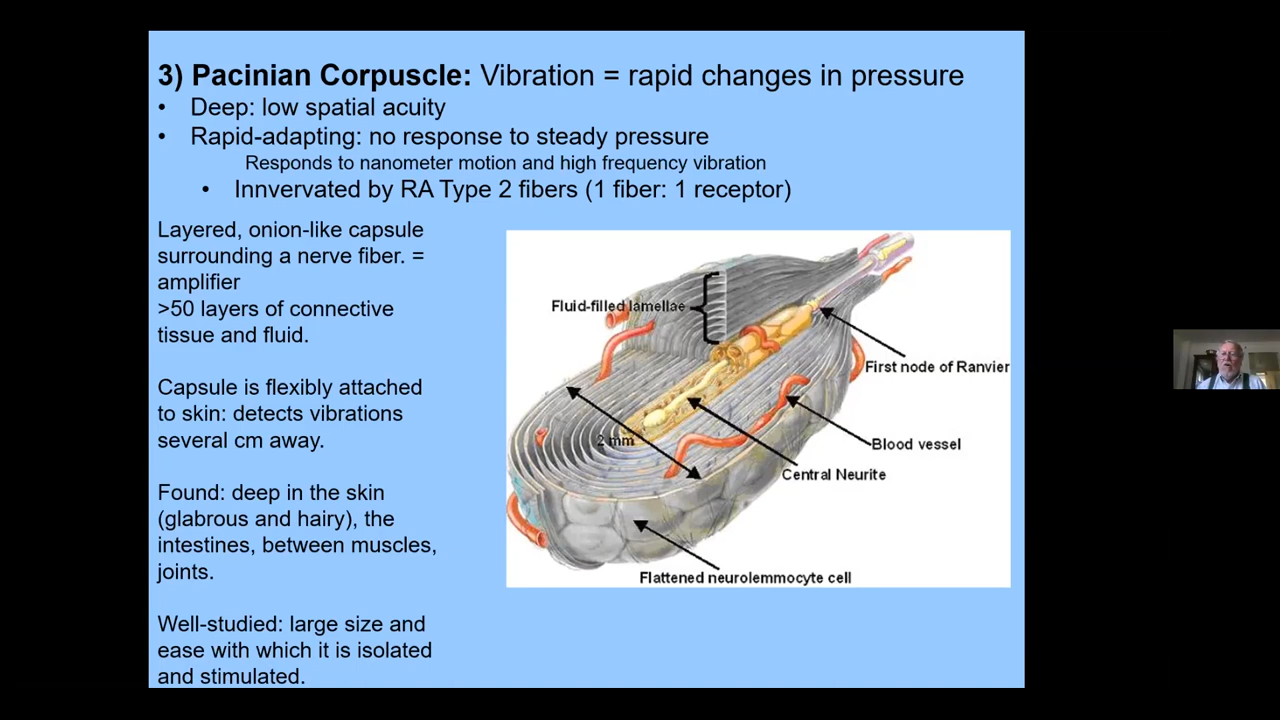 3) Pacinian Corpuscle: Vibration = rapid changes in pressure
• Deep: low spatial acuity
• Rapid-adapting: no response to steady pressure
Responds to nanometer motion and high frequency vibration
• Innvervated by RA Type 2 fibers (1 fiber: 1 receptor)
Layered, onion-like capsule
surrounding a nerve fiber. =
amplifier
>50 layers of connective
tissue and fluid.
Capsule is flexibly attached
to skin: detects vibrations
several cm away.
Found: deep in the skin
(glabrous and hairy), the
intestines, between muscles,
joints.
Well-studied: large size and
ease with which it is isolated
and stimulated.
Fluid-filled lamellae
First node of Ranvier
2 mm
Blood vessel
Central Neurite
Flattened neurolemmocyte cell